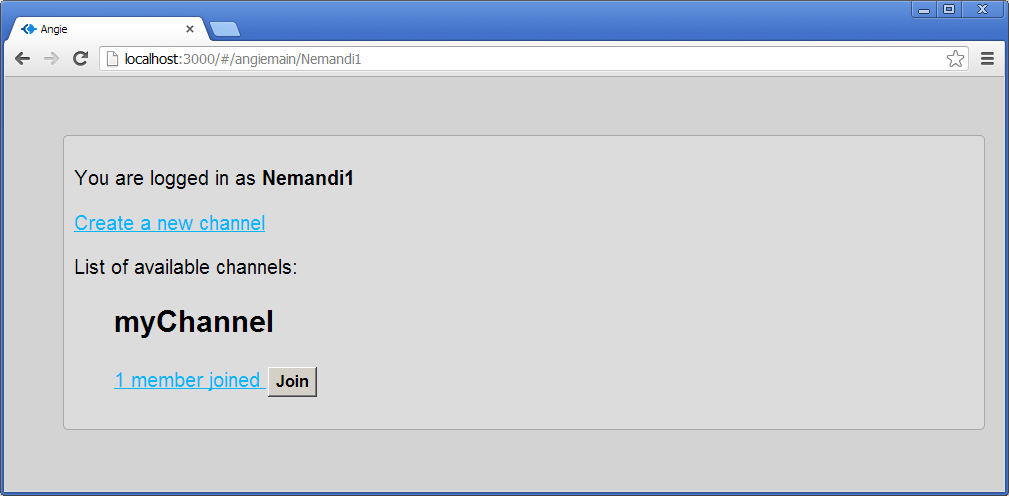 Angie
localhost:3000/#/angiemain/Nemandi1
You are logged in as Nemandi1
Create a new channel
List of available channels:
myChannel
1 member joined Join